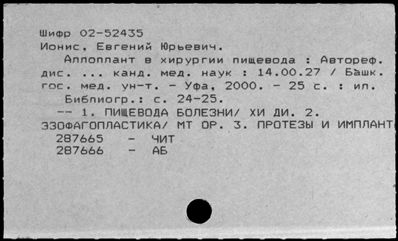 Шифр 02-52435
Ионис, Евгений Юрьевич.
Аллоплант в хирургии пищевода : Автореф.
дис. ... канд. мед. наук : 14.00.27 / Башк.
гос. мед. ун-т. - Уфа, 2000. - 25 с. : ил.
Библиогр.: с. 24-25.
-- 1. ПИЩЕВОДА БОЛЕЗНИ/ ХИ ДИ. 2.
ЭЗОФАГОПЛАСТИКА/ МТ ОР. 3. ПРОТЕЗЫ И ИМПЛАНТ
287665 - ЧИТ
287666 - АБ